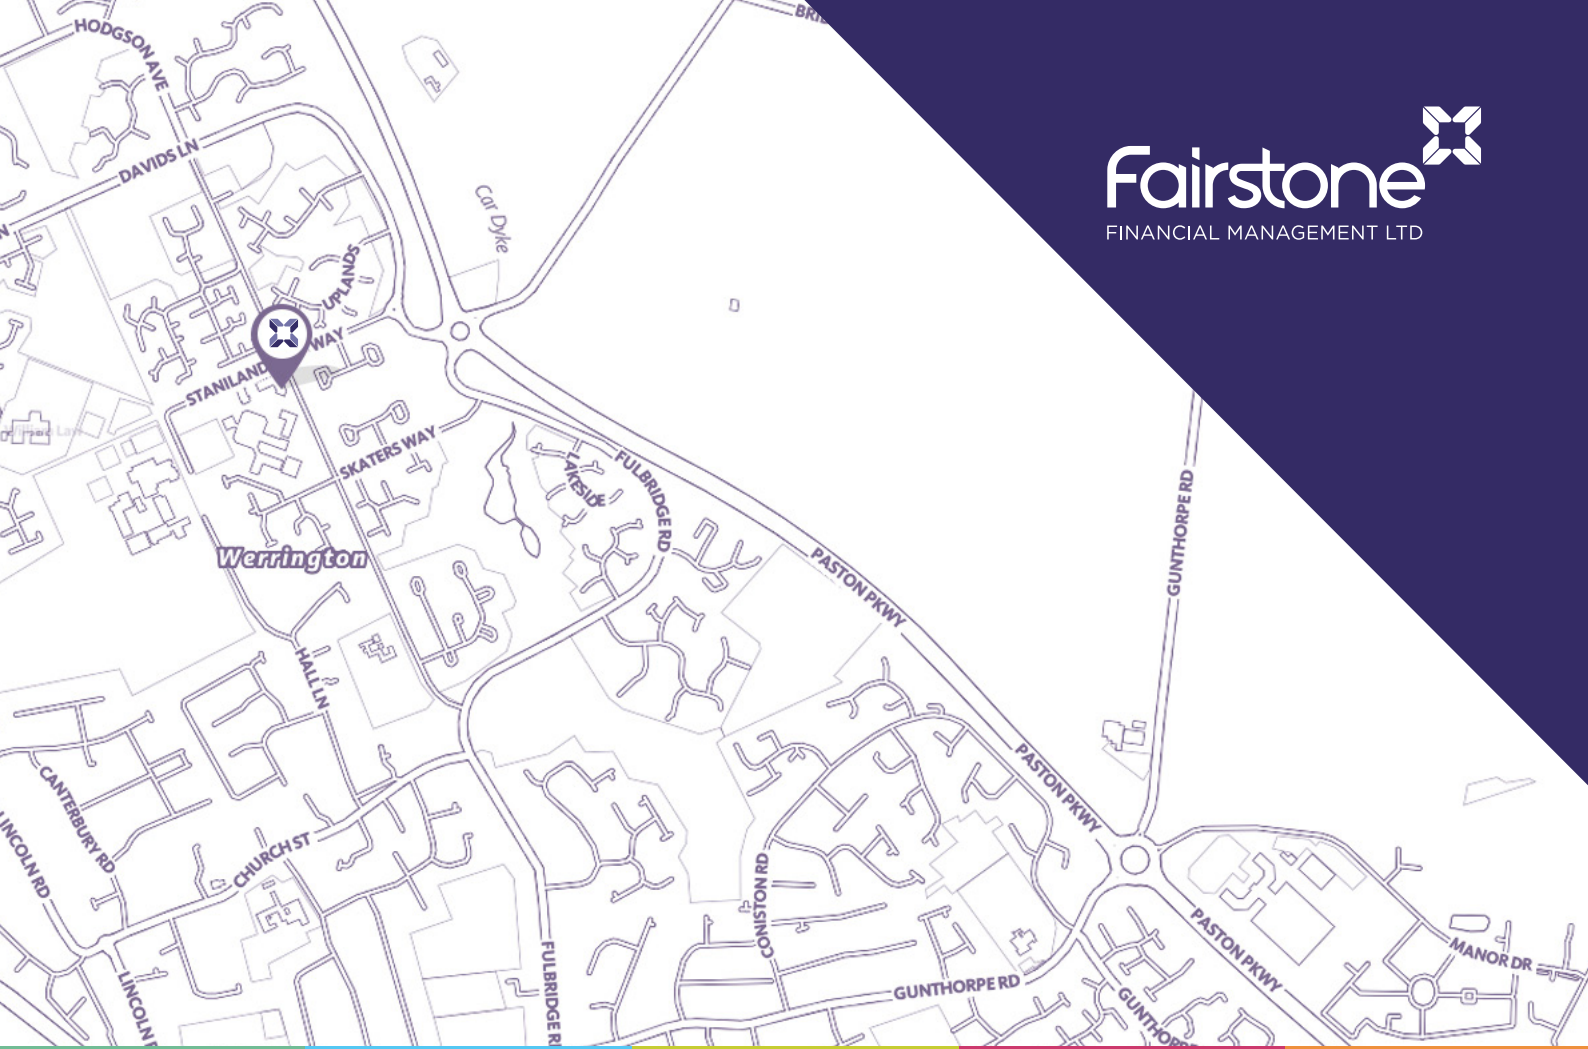 HODGSON AVE
DAVIDS LN
Fairstone
FINANCIAL MANAGEMENT LTD
Car Dyke
UPLANDS
WAY
STANILAND
SKATERS WAY
LAKESIDE
FULBRIDGE RD
GUNTHORPE RD
Werrington
PASTON PKWY
HALL LN
PASTON PKWY
CANTERBURY RD
LINCOLN RD
CHURCH ST
CONISTON RD
PASTON PKWY
MANOR DR
LINCOLN
FULBRIDGE
GUNTHORPE RD
GUNTHORPE